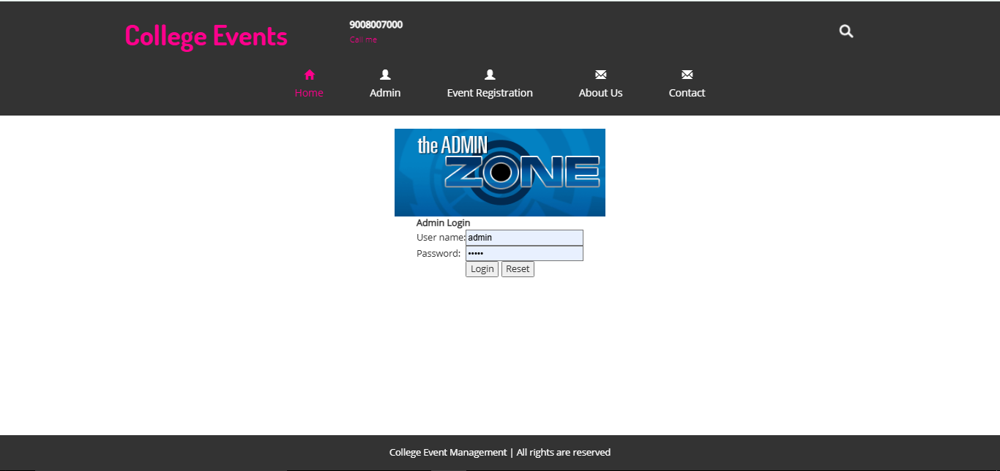 College Events
9008007000
Call me
Home
Admin
Event Registration
About Us
Contact
the ADMIN
ZONE
Admin Login
User name: admin
Password: •••••
Login Reset
College Event Management | All rights are reserved